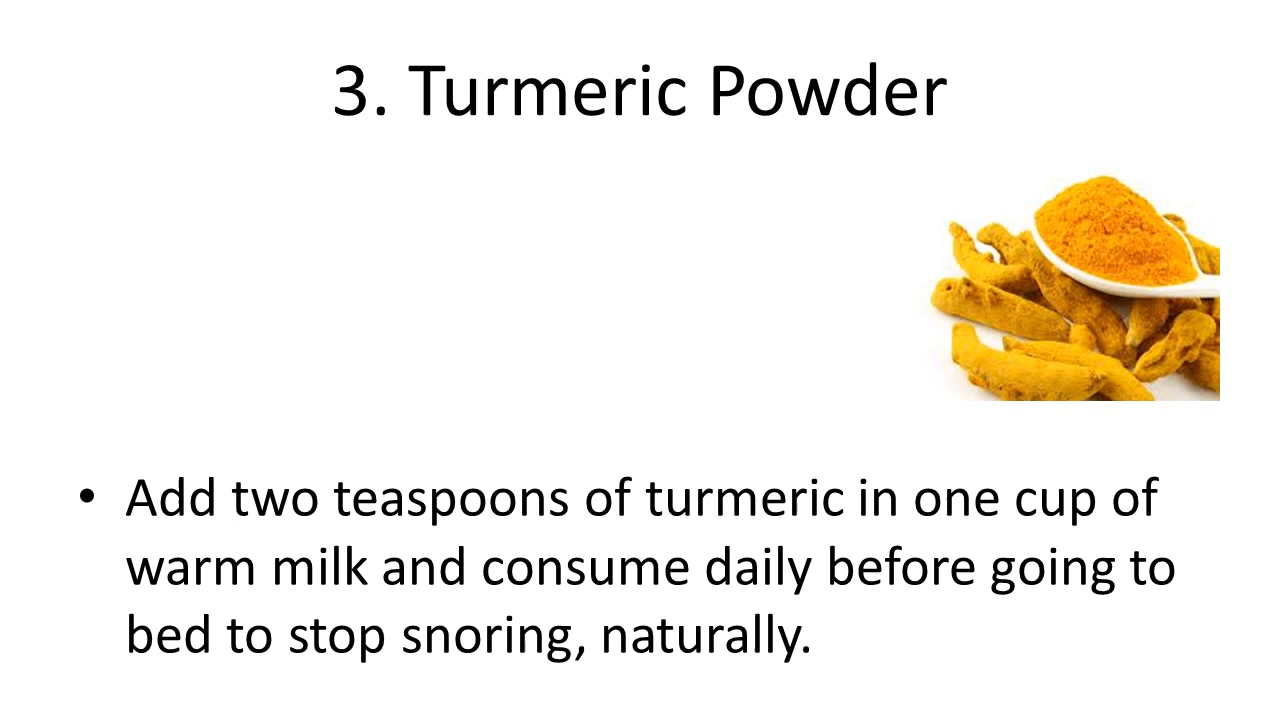 3. Turmeric Powder
• Add two teaspoons of turmeric in one cup of
warm milk and consume daily before going to
bed to stop snoring, naturally.